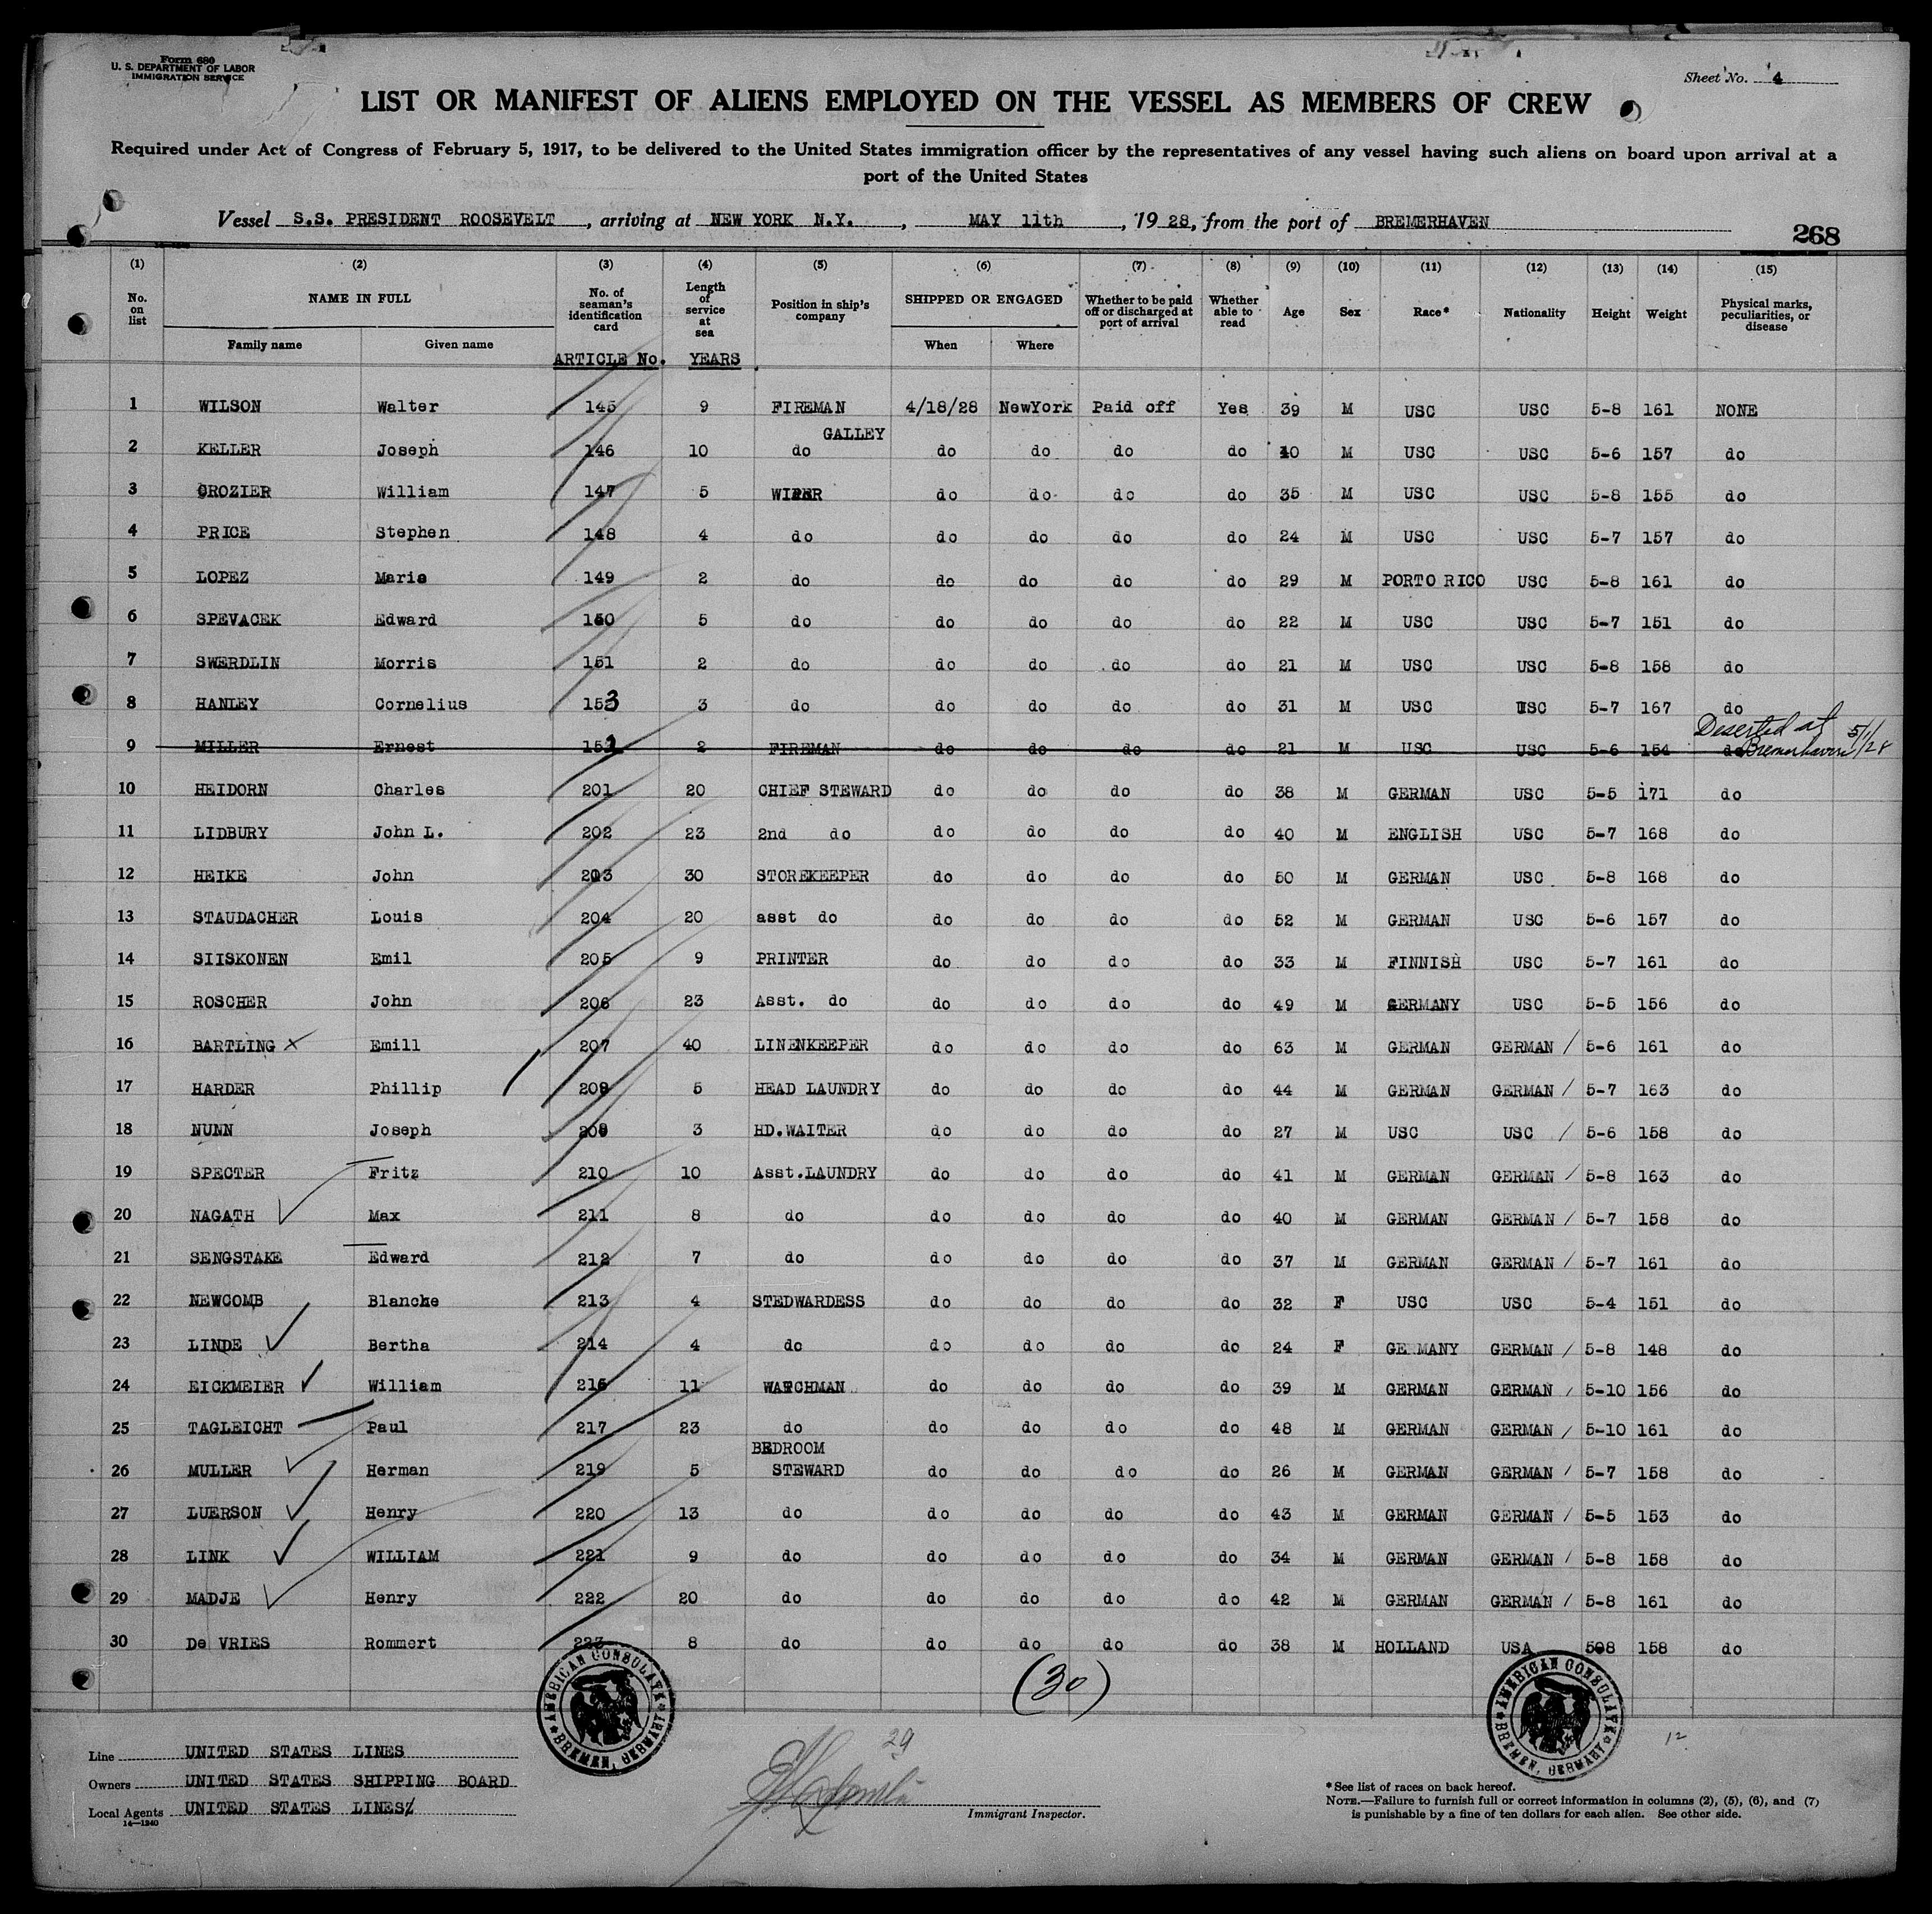 Form 680
U. S. DEPARTMENT OF LABOR
IMMIGRATION SERVICE
Sheet No. 4
LIST OR MANIFEST OF ALIENS EMPLOYED ON THE VESSEL AS MEMBERS OF CREW
Required under Act of Congress of February 5, 1917, to be delivered to the United States immigration officer by the representatives of any vessel having such aliens on board upon arrival at a
port of the United States
Vessel S.S. PRESIDENT ROOSEVELT, arriving at NEW YORK N.Y., MAY 11th, 1928, from the port of BREMERHAVEN
268
(1) (2) (3) (4) (5) (6) (7) (8) (9) (10) (11) (12) (13) (14) (15)
No. on list NAME IN FULL No. of seaman's identification card Length of service at sea Position in ship's company SHIPPED OR ENGAGED Whether to be paid off or discharged at port of arrival Whether able to read Age Sex Race* Nationality Height Weight Physical marks, peculiarities, or disease
Family name Given name When Where
ARTICLE No. YEARS
1 WILSON Walter 145 9 FIREMAN 4/18/28 NewYork Paid off Yes 39 M USC USC 5-8 161 NONE
GALLEY
2 KELLER Joseph 146 10 do do do do do 40 M USC USC 5-6 157 do
3 CROZIER William 147 5 WIPER do do do do 35 M USC USC 5-8 155 do
4 PRICE Stephen 148 4 do do do do do 24 M USC USC 5-7 157 do
5 LOPEZ Mario 149 2 do do do do do 29 M PORTO RICO USC 5-8 161 do
6 SPEVACEK Edward 150 5 do do do do do 22 M USC USC 5-7 151 do
7 SWERDLIN Morris 151 2 do do do do do 21 M USC USC 5-8 158 do
8 HANLEY Cornelius 153 3 do do do do do 31 M USC USC 5-7 167 do
Deserted at 5/1
9 MILLER Ernest 152 2 FIREMAN do do do do 21 M USC USC 5-6 154 do Bremerhaven /28
10 HEIDORN Charles 201 20 CHIEF STEWARD do do do do 38 M GERMAN USC 5-5 171 do
11 LIDBURY John L. 202 23 2nd do do do do do 40 M ENGLISH USC 5-7 168 do
12 HEIKE John 203 30 STOREKEEPER do do do do 50 M GERMAN USC 5-8 168 do
13 STAUDACHER Louis 204 20 asst do do do do do 52 M GERMAN USC 5-6 157 do
14 SIISKONEN Emil 205 9 PRINTER do do do do 33 M FINNISH USC 5-7 161 do
15 ROSCHER John 206 23 Asst. do do do do do 49 M GERMANY USC 5-5 156 do
16 BARTLING x Emill 207 40 LINENKEEPER do do do do 63 M GERMAN GERMAN / 5-6 161 do
17 HARDER Phillip 208 5 HEAD LAUNDRY do do do do 44 M GERMAN GERMAN / 5-7 163 do
18 NUNN Joseph 209 3 HD.WAITER do do do do 27 M USC USC / 5-6 158 do
19 SPECTER Fritz 210 10 Asst.LAUNDRY do do do do 41 M GERMAN GERMAN / 5-8 163 do
20 NAGATH ✓ Max 211 8 do do do do do 40 M GERMAN GERMAN / 5-7 158 do
21 SENGSTAKE Edward 212 7 do do do do do 37 M GERMAN GERMAN / 5-7 161 do
22 NEWCOMB Blanche 213 4 STEDWARDESS do do do do 32 F USC USC 5-4 151 do
23 LINDE ✓ Bertha 214 4 do do do do do 24 F GE MANY GERMAN / 5-8 148 do
24 EICKMEIER ✓ William 216 11 WATCHMAN do do do do 39 M GERMAN GERMAN / 5-10 156 do
25 TAGLEICHT Paul 217 23 do do do do do 48 M GERMAN GERMAN / 5-10 161 do
BEDROOM
26 MULLER ✓ Herman 219 5 STEWARD do do do do 26 M GERMAN GERMAN / 5-7 158 do
27 LUERSON ✓ Henry 220 13 do do do do do 43 M GERMAN GERMAN / 5-5 153 do
28 LINK ✓ WILLIAM 221 9 do do do do do 34 M GERMAN GERMAN / 5-8 158 do
29 MADJE ✓ Henry 222 20 do do do do do 42 M GERMAN GERMAN / 5-8 161 do
30 De VRIES Rommert 223 8 do do do do do 38 M HOLLAND USA 5-8 158 do
(30)
AMERICAN CONSULATE BREMEN, GERMANY
AMERICAN CONSULATE BREMEN, GERMANY
29
12
Line UNITED STATES LINES
Owners UNITED STATES SHIPPING BOARD
Local Agents UNITED STATES LINES
14—1240
Immigrant Inspector.
*See list of races on back hereof.
NOTE.—Failure to furnish full or correct information in columns (2), (5), (6), and (7)
is punishable by a fine of ten dollars for each alien. See other side.